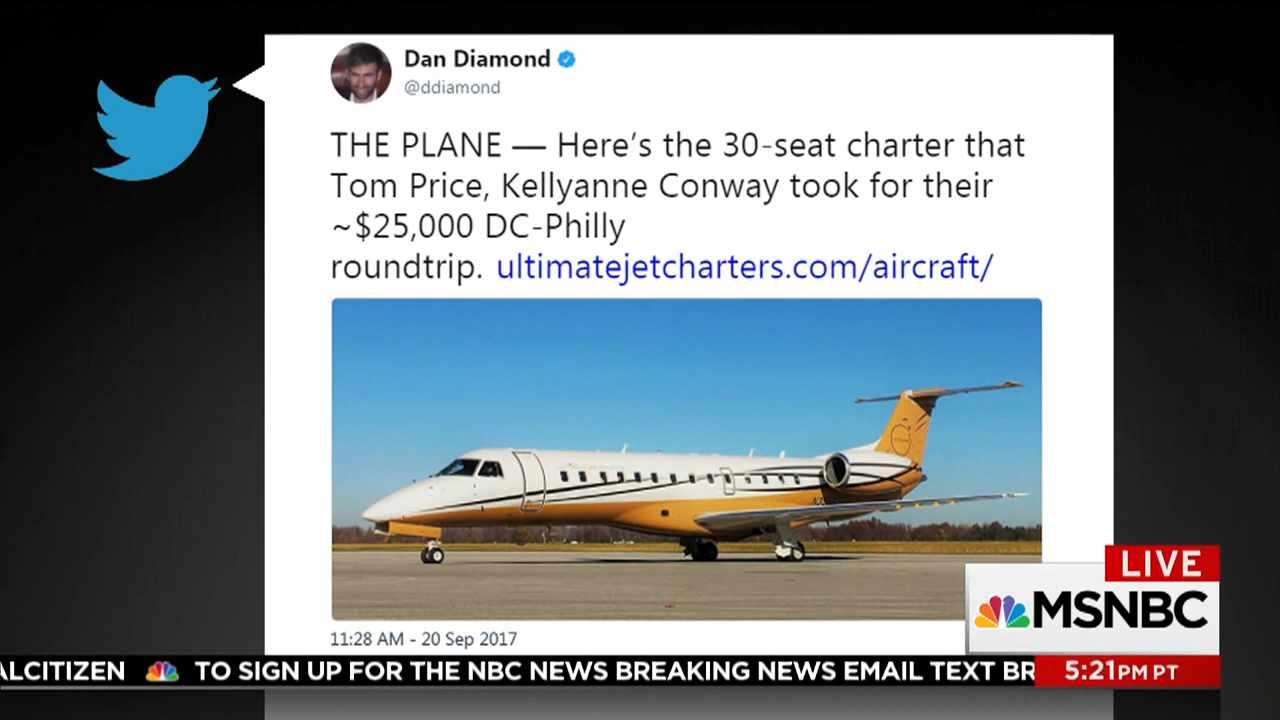 Dan Diamond
@ddiamond
THE PLANE — Here's the 30-seat charter that
Tom Price, Kellyanne Conway took for their
~$25,000 DC-Philly
roundtrip. ultimatejetcharters.com/aircraft/
11:28 AM - 20 Sep 2017
LIVE
MSNBC
ALCITIZEN TO SIGN UP FOR THE NBC NEWS BREAKING NEWS EMAIL TEXT BR
5:21PM PT